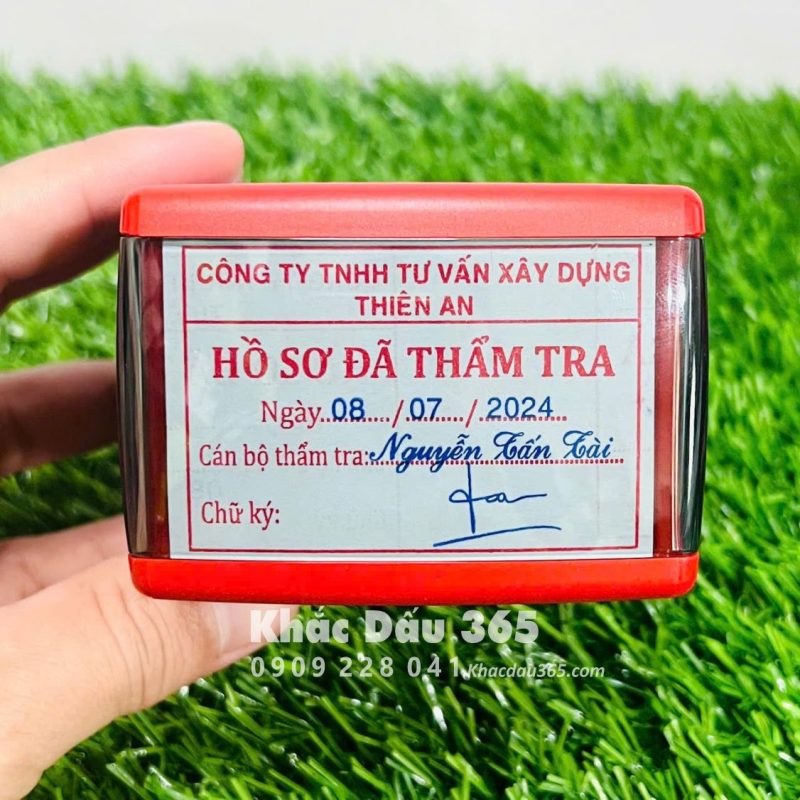 CÔNG TY TNHH TƯ VẤN XÂY DỰNG
THIÊN AN
HỒ SƠ ĐÃ THẨM TRA
Ngày..08...../..07..../..2024...
Cán bộ thẩm tra:..Nguyễn Tấn Tài..
Chữ ký:
Khắc Dấu 365
0909 228 041 Khacdau365.com